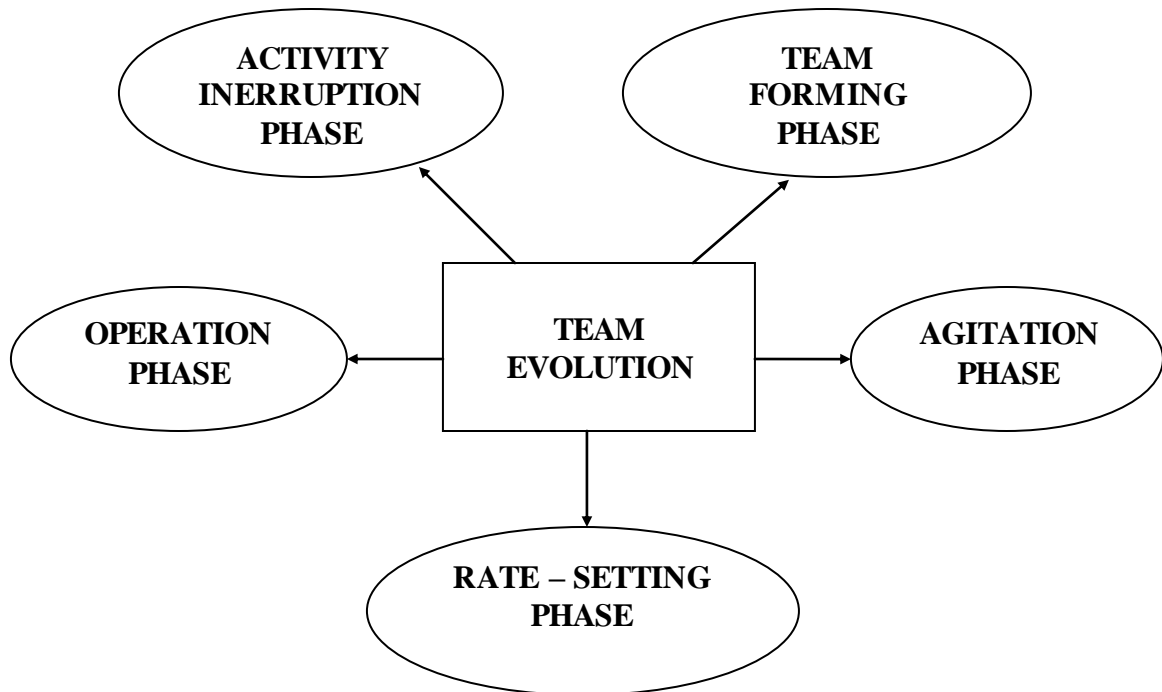 ACTIVITY
INERRUPTION
PHASE
TEAM
FORMING
PHASE
OPERATION
PHASE
TEAM
EVOLUTION
AGITATION
PHASE
RATE – SETTING
PHASE